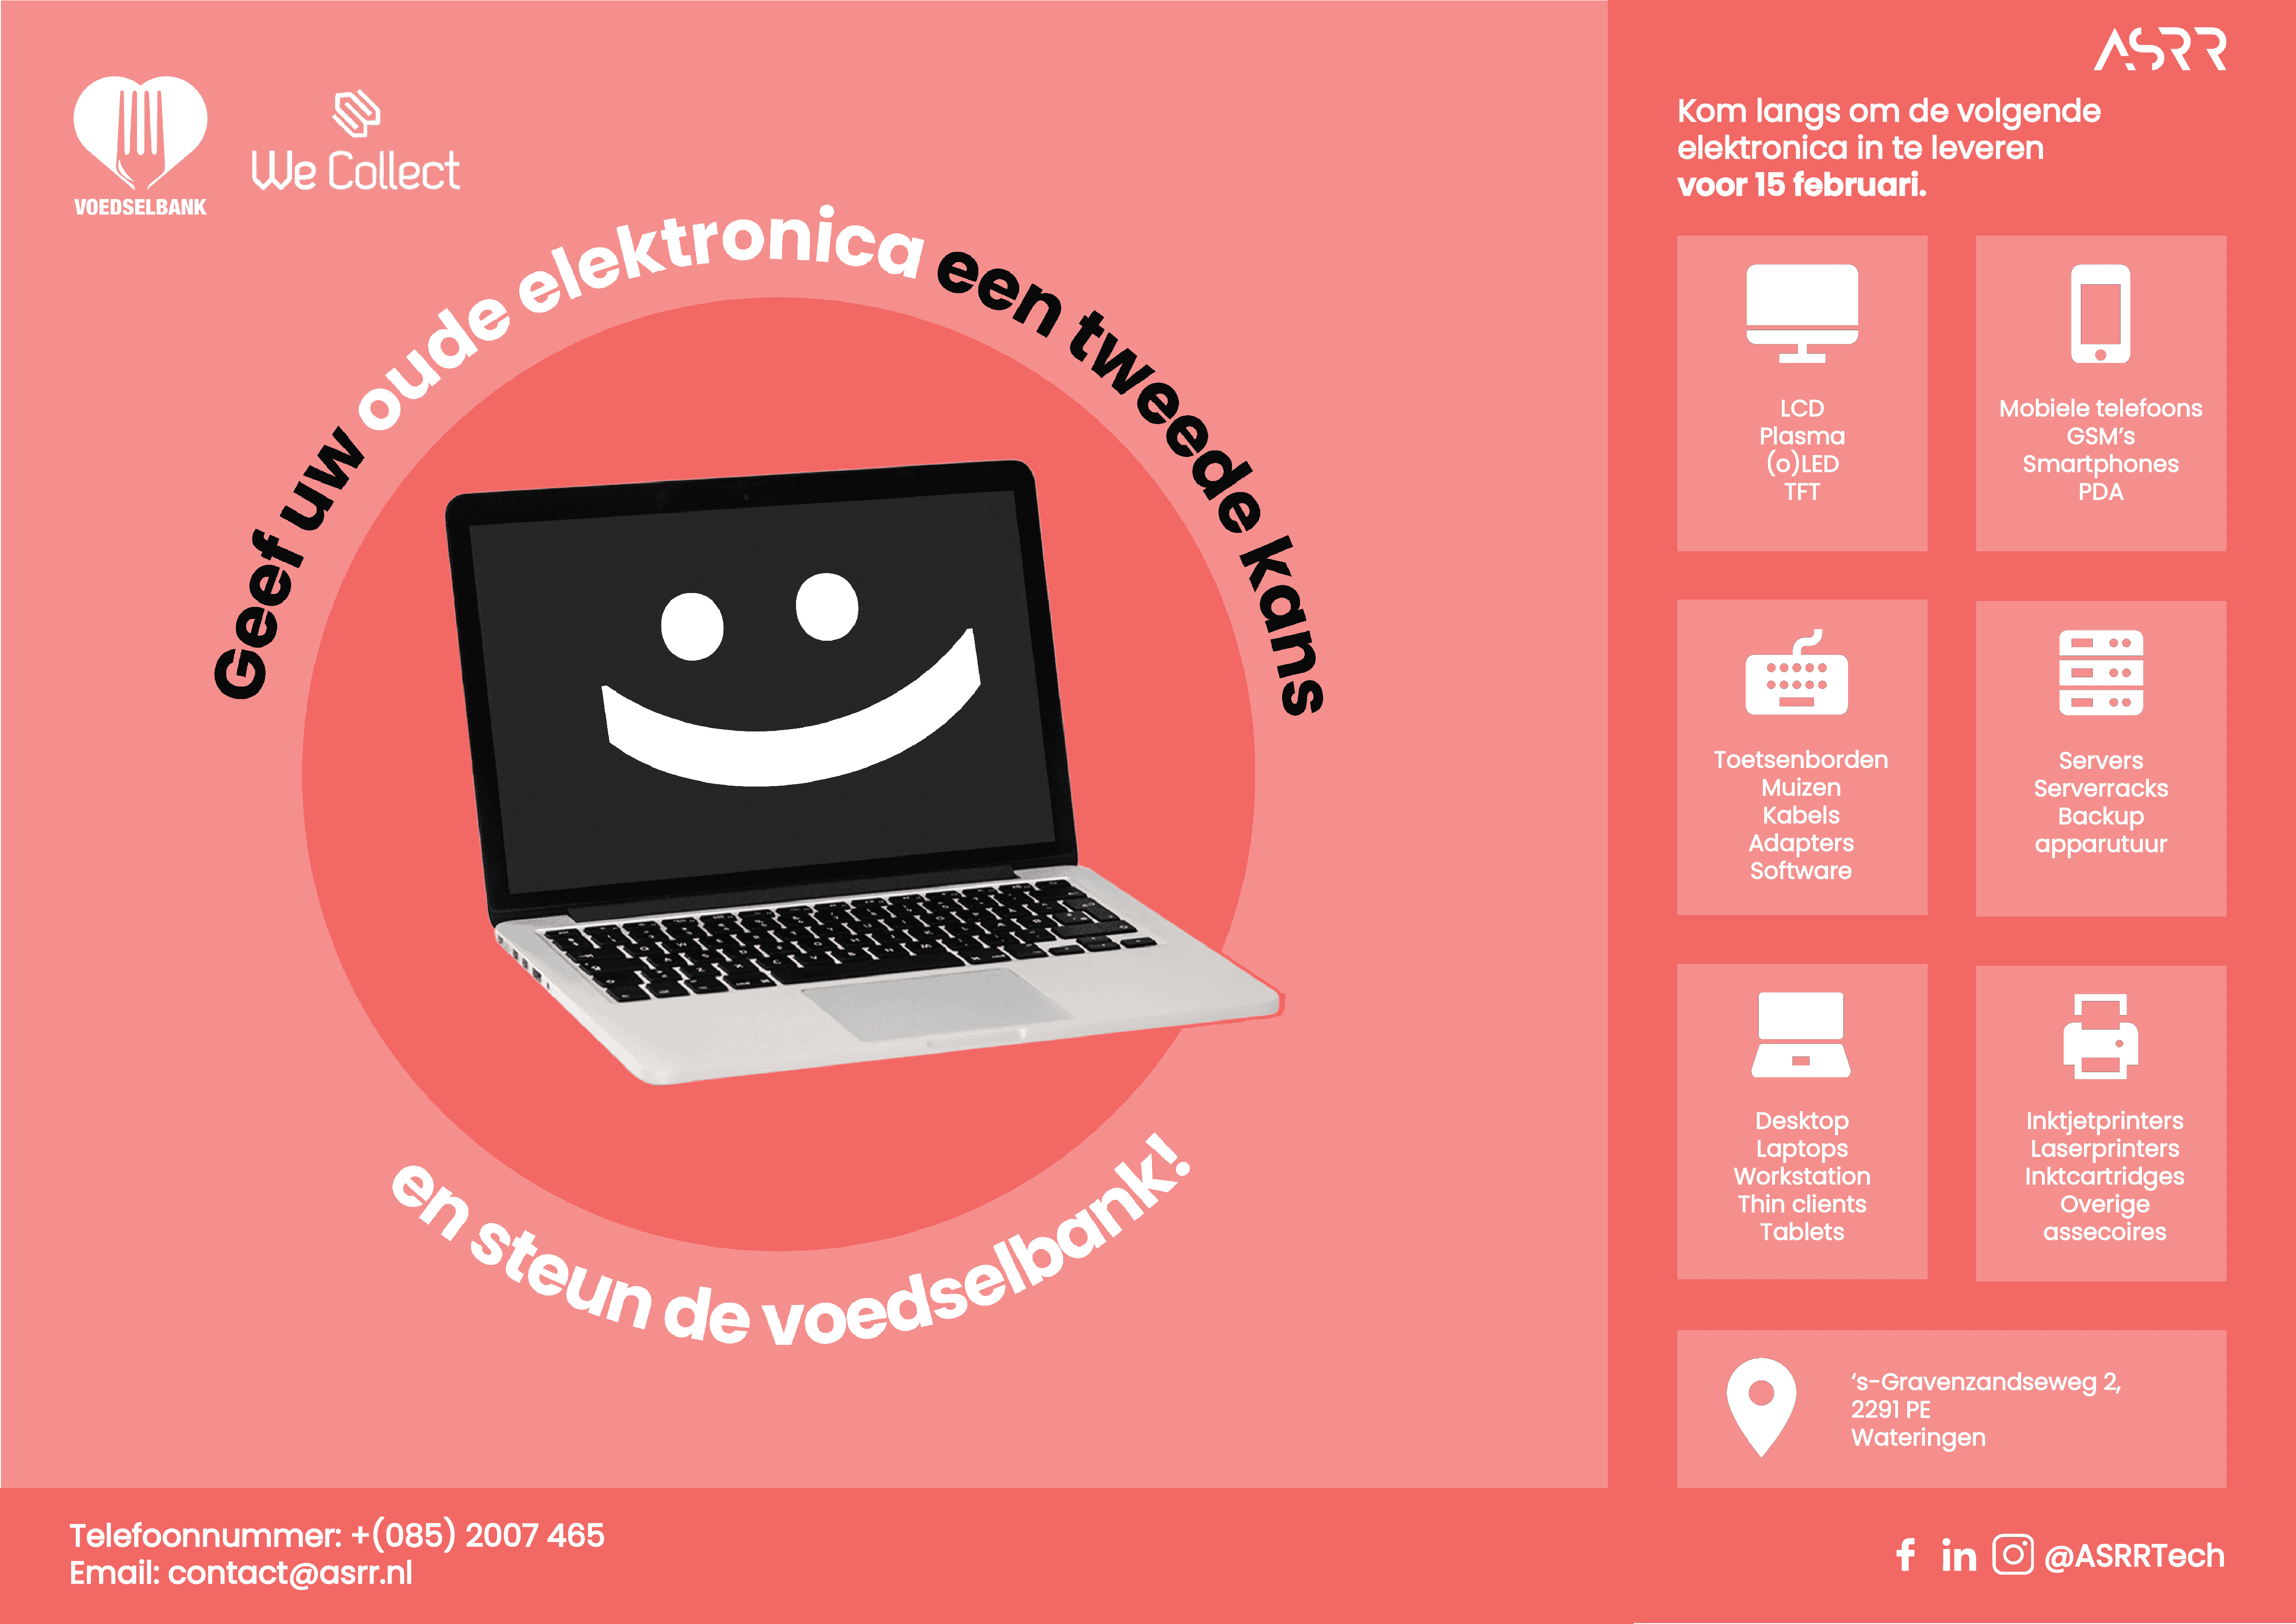 VOEDSELBANK
We Collect
Geef uw oude elektronica een tweede kans
en steun de voedselbank!
Telefoonnummer: +(085) 2007 465
Email: contact@asrr.nl
ASRR
Kom langs om de volgende
elektronica in te leveren
voor 15 februari.
LCD
Plasma
(o)LED
TFT
Mobiele telefoons
GSM’s
Smartphones
PDA
Toetsenborden
Muizen
Kabels
Adapters
Software
Servers
Serverracks
Backup
apparutuur
Desktop
Laptops
Workstation
Thin clients
Tablets
Inktjetprinters
Laserprinters
Inktcartridges
Overige
assecoires
‘s-Gravenzandseweg 2,
2291 PE
Wateringen
@ASRRTech